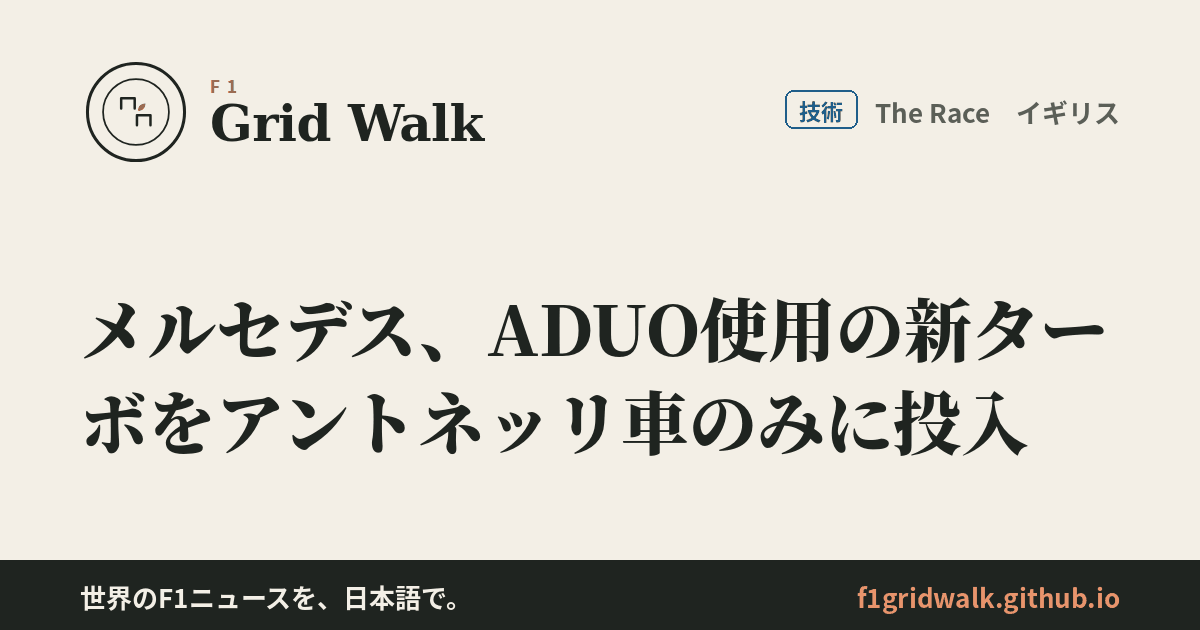 F1
Grid Walk
技術 The Race イギリス
メルセデス、ADUO使用の新ター
ボをアントネッリ車のみに投入
世界のF1ニュースを、日本語で。
f1gridwalk.github.io